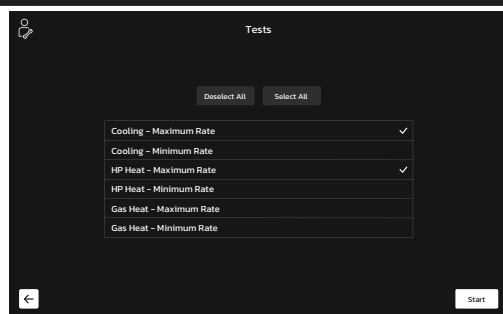 Tests
Deselect All Select All
Cooling - Maximum Rate
Cooling - Minimum Rate
HP Heat - Maximum Rate
HP Heat - Minimum Rate
Gas Heat - Maximum Rate
Gas Heat - Minimum Rate
Start